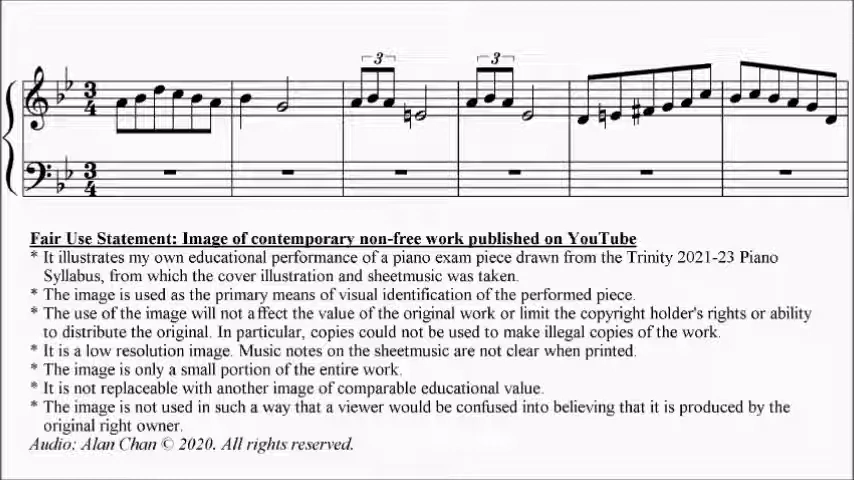 3 3
3
4
3
4
Fair Use Statement: Image of contemporary non-free work published on YouTube
* It illustrates my own educational performance of a piano exam piece drawn from the Trinity 2021-23 Piano
Syllabus, from which the cover illustration and sheetmusic was taken.
* The image is used as the primary means of visual identification of the performed piece.
* The use of the image will not affect the value of the original work or limit the copyright holder's rights or ability
to distribute the original. In particular, copies could not be used to make illegal copies of the work.
* It is a low resolution image. Music notes on the sheetmusic are not clear when printed.
* The image is only a small portion of the entire work.
* It is not replaceable with another image of comparable educational value.
* The image is not used in such a way that a viewer would be confused into believing that it is produced by the
original right owner.
Audio: Alan Chan © 2020. All rights reserved.